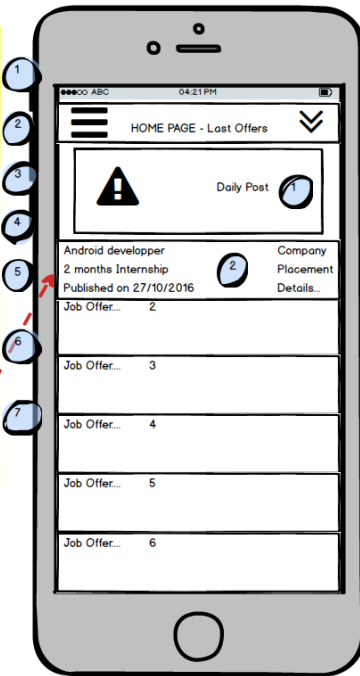 ●●●○○ ABC 04:21 PM
HOME PAGE - Last Offers
Daily Post 1
Android developper Company
2 months Internship 2 Placement
Published on 27/10/2016 Details...
Job Offer.... 2
Job Offer.... 3
Job Offer.... 4
Job Offer.... 5
Job Offer.... 6
1
2
3
4
5
6
7